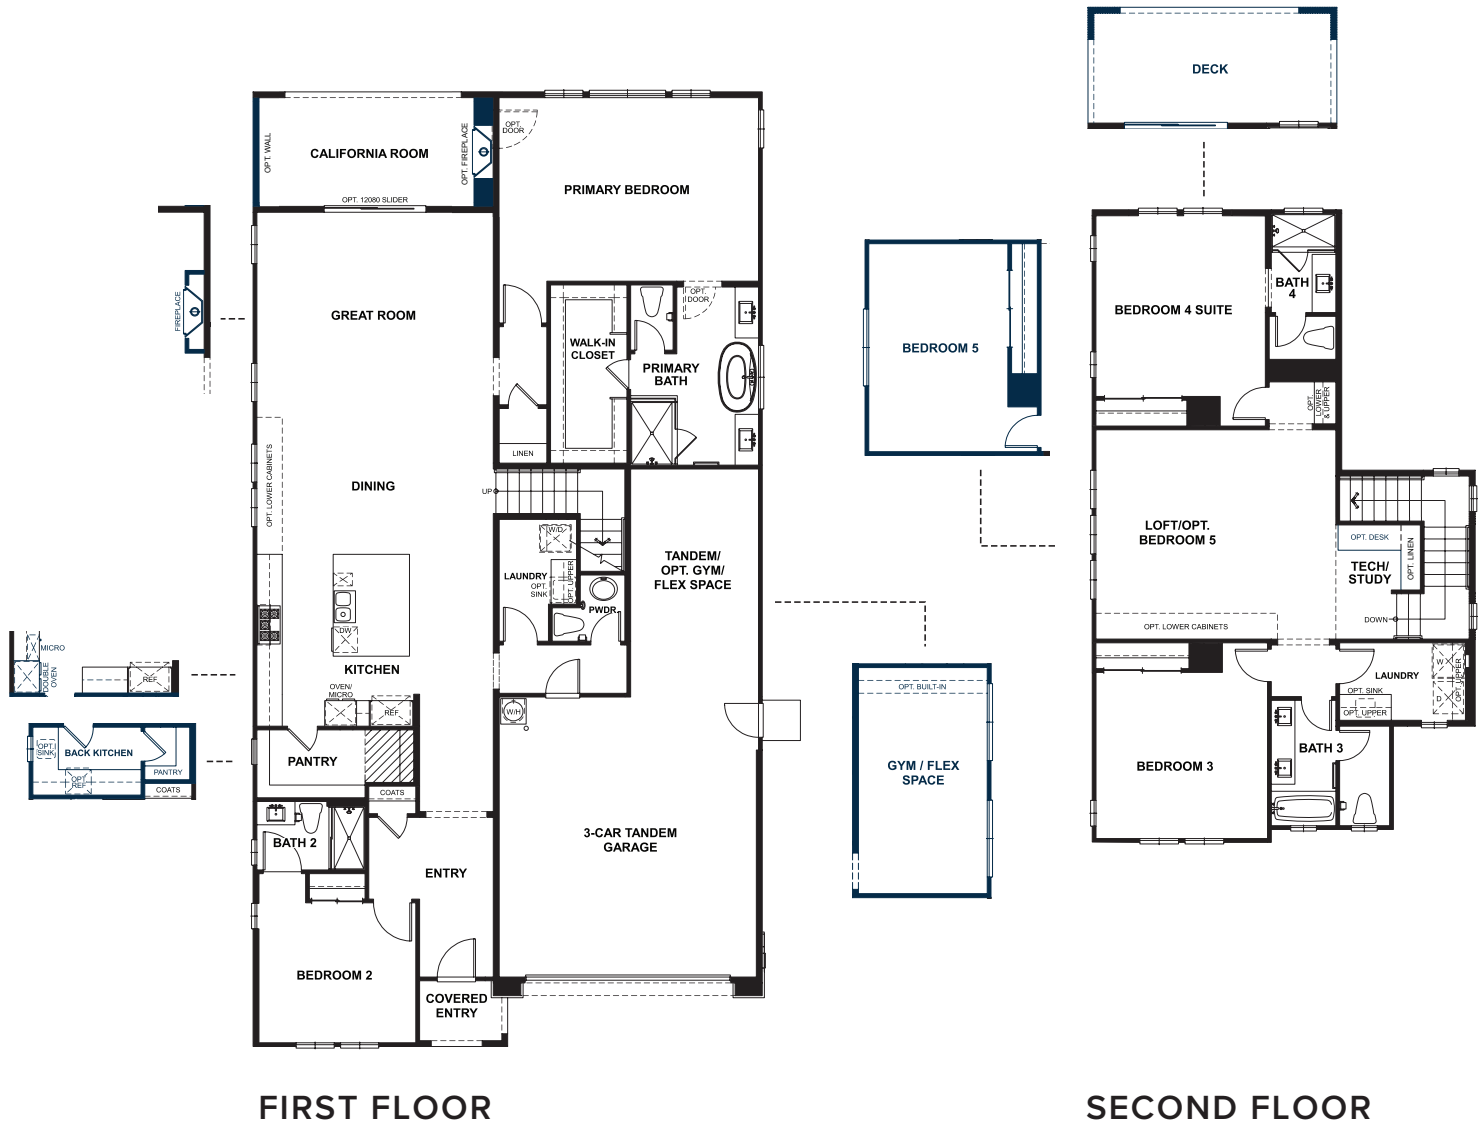 DECK
OPT. WALL
CALIFORNIA ROOM
OPT. FIREPLACE
OPT.
DOOR
OPT. 12080 SLIDER
PRIMARY BEDROOM
FIREPLACE
GREAT ROOM
OPT.
DOOR
WALK-IN
CLOSET
PRIMARY
BATH
LINEN
OPT. LOWER CABINETS
DINING
UP
W/D
LAUNDRY
OPT.
SINK
OPT. UPPER
PWDR.
TANDEM/
OPT. GYM/
FLEX SPACE
DW
KITCHEN
OVEN/
MICRO
REF
W/H
MICRO
DOUBLE
OVEN
REF
OPT.
SINK
BACK KITCHEN
OPT
REF
PANTRY
COATS
PANTRY
COATS
BATH 2
ENTRY
3-CAR TANDEM
GARAGE
BEDROOM 2
COVERED
ENTRY
BEDROOM 5
GYM / FLEX
SPACE
OPT. BUILT-IN
BEDROOM 4 SUITE
BATH
4
OPT.
LOWER
& UPPER
LOFT/OPT.
BEDROOM 5
OPT. DESK
TECH/
STUDY
OPT. LINEN
DOWN
OPT. LOWER CABINETS
LAUNDRY
W
D
OPT. UPPER
OPT. SINK
OPT. UPPER
BATH 3
BEDROOM 3
FIRST FLOOR
SECOND FLOOR